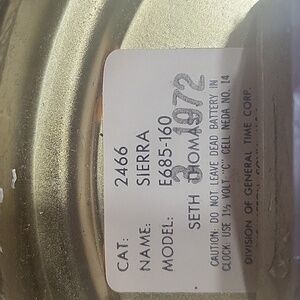 CAT: 2466
NAME: SIERRA
MODEL: E685-160
SETH THOMAS
3 1972
CAUTION: DO NOT LEAVE DEAD BATTERY IN
CLOCK USE 1½ VOLT "C" CELL NEDA NO. 14
DIVISION OF GENERAL TIME CORP.